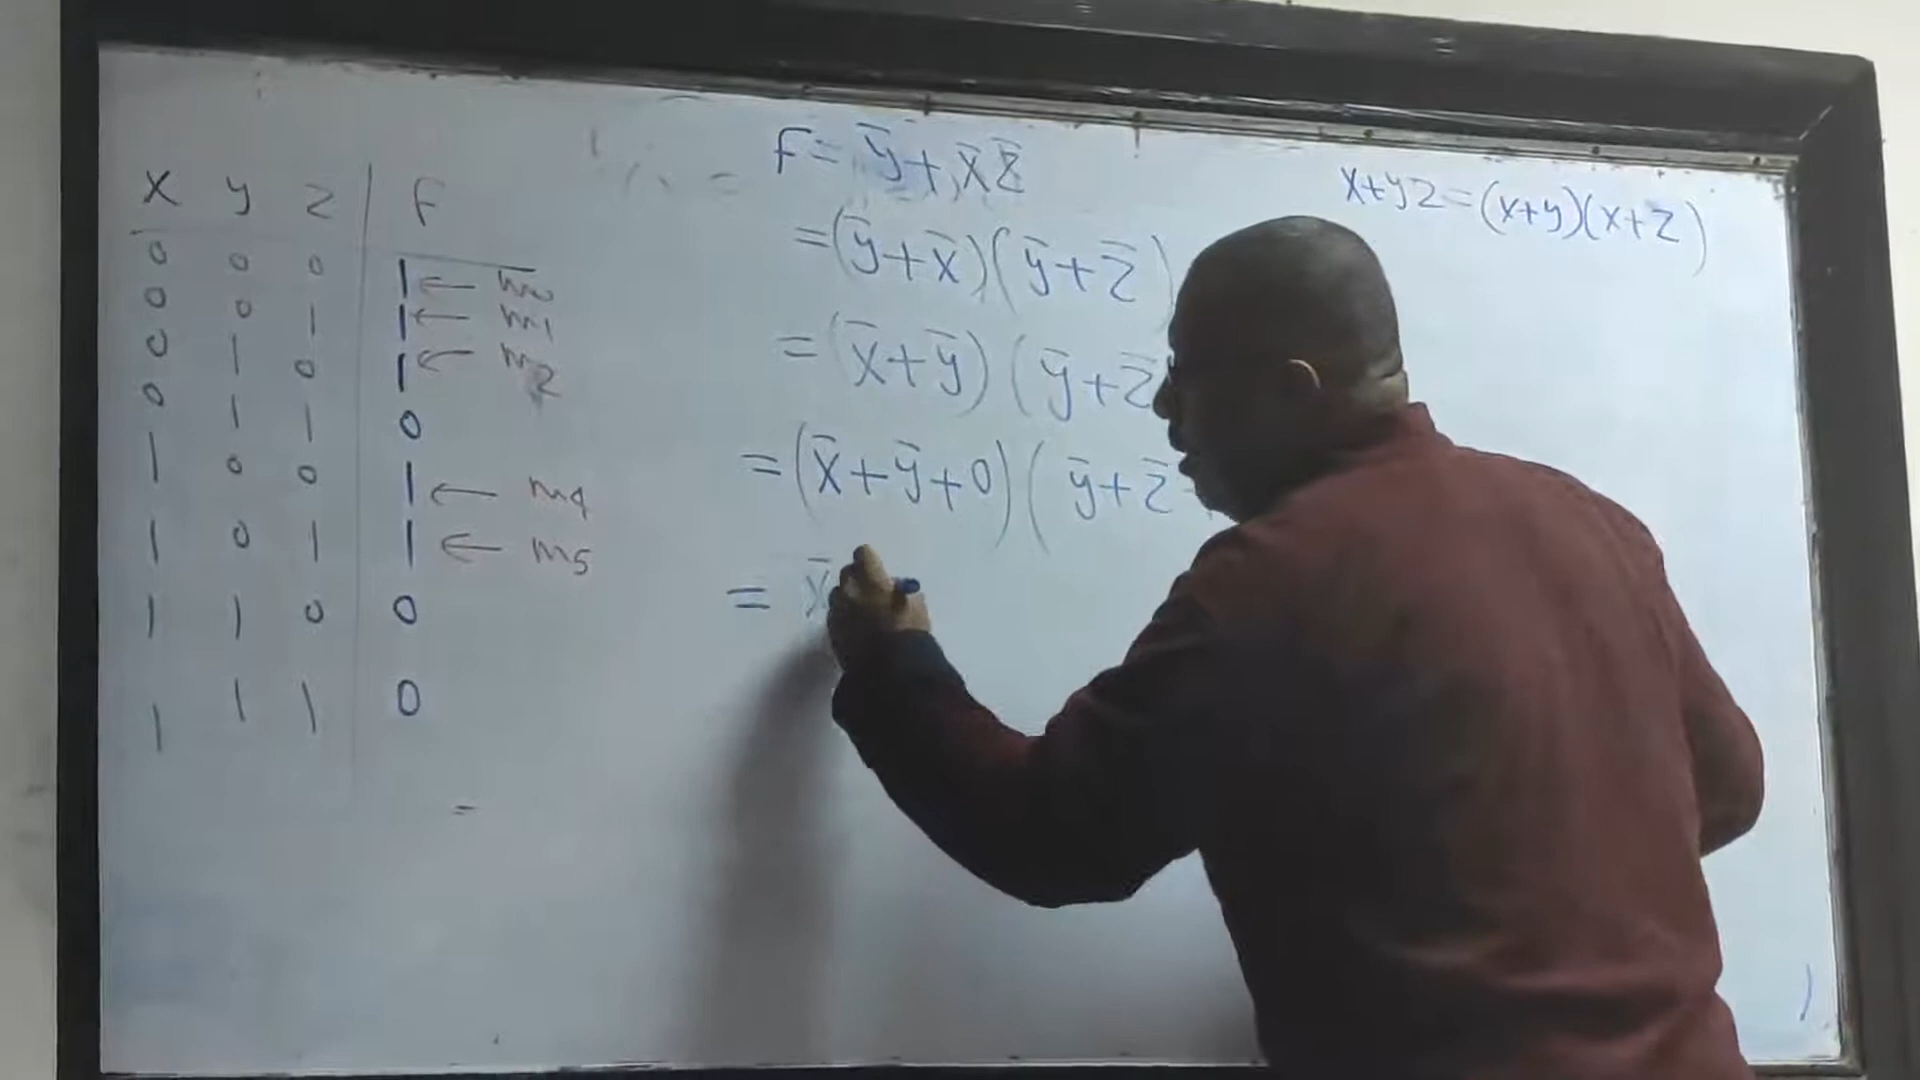 x y z | F
0 0 0 1 ← m0
0 0 1 1 ← m1
0 1 0 1 ← m2
0 1 1 0
1 0 0 1 ← m4
1 0 1 1 ← m5
1 1 0 0
1 1 1 0
=
F = y̅ + x̅ z̅
= (y̅ + x̅)(y̅ + z̅)
= (x̅ + y̅)(y̅ + z̅
= (x̅ + y̅ + 0)(y̅ + z̅
= x̅
x + yz = (x+y)(x+z)